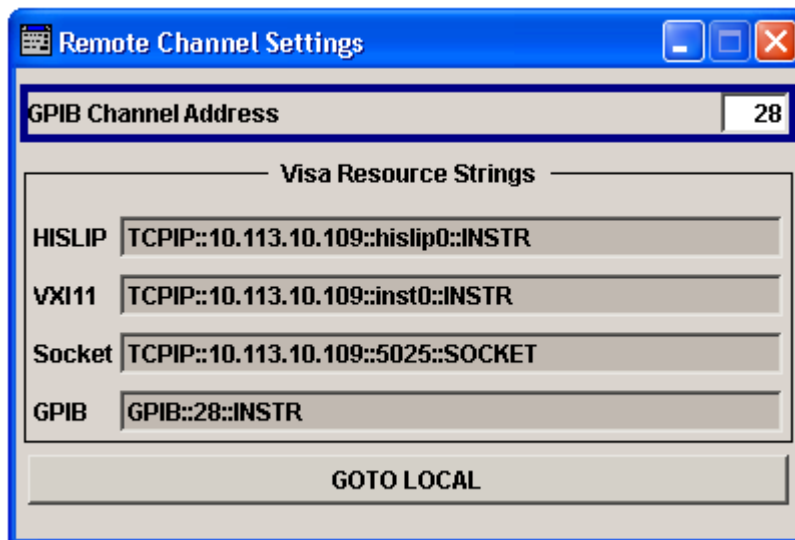 Remote Channel Settings
GPIB Channel Address 28
Visa Resource Strings
HISLIP TCPIP::10.113.10.109::hislip0::INSTR
VXI11 TCPIP::10.113.10.109::inst0::INSTR
Socket TCPIP::10.113.10.109::5025::SOCKET
GPIB GPIB::28::INSTR
GOTO LOCAL